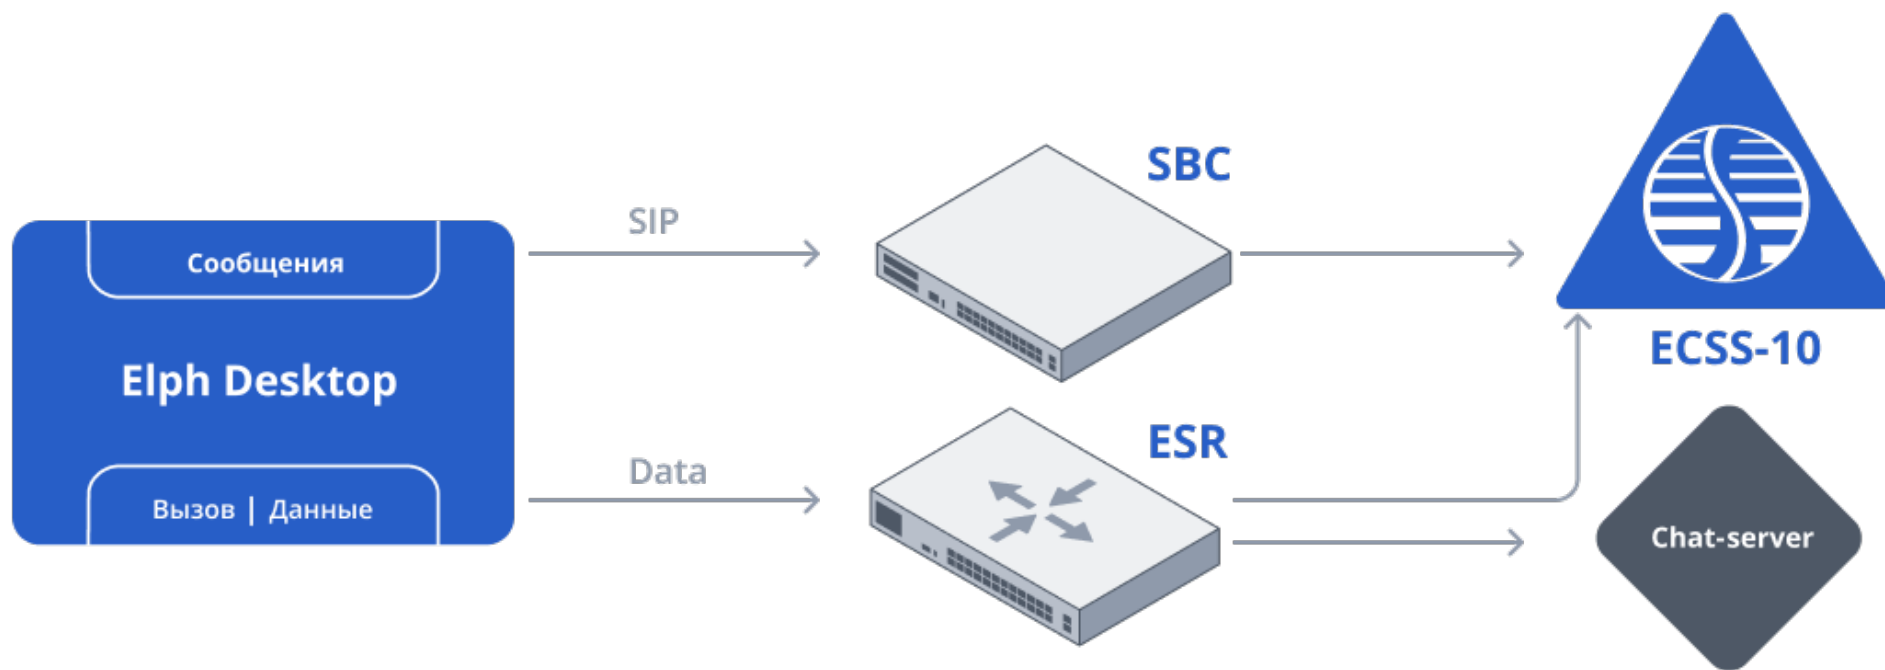 SBC
SIP
Сообщения
ECSS-10
Elph Desktop
ESR
Data
Вызов | Данные
Chat-server